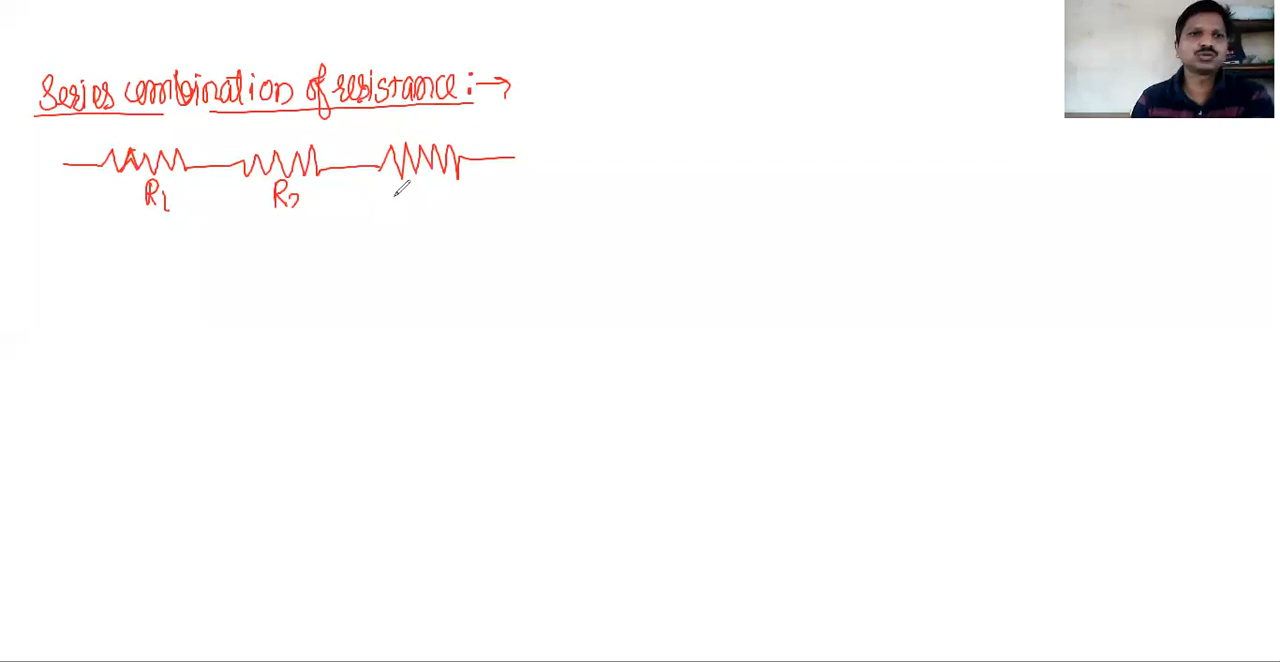 Series combination of resistance :→
R1 R2